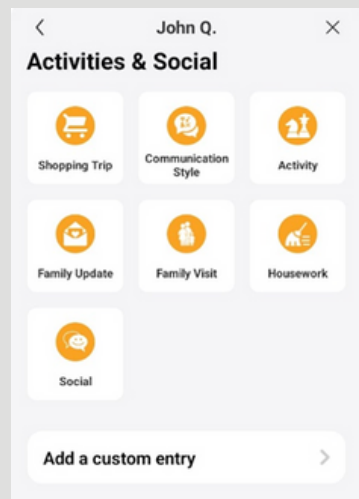 John Q.
Activities & Social
Shopping Trip
Communication
Style
Activity
Family Update
Family Visit
Housework
Social
Add a custom entry